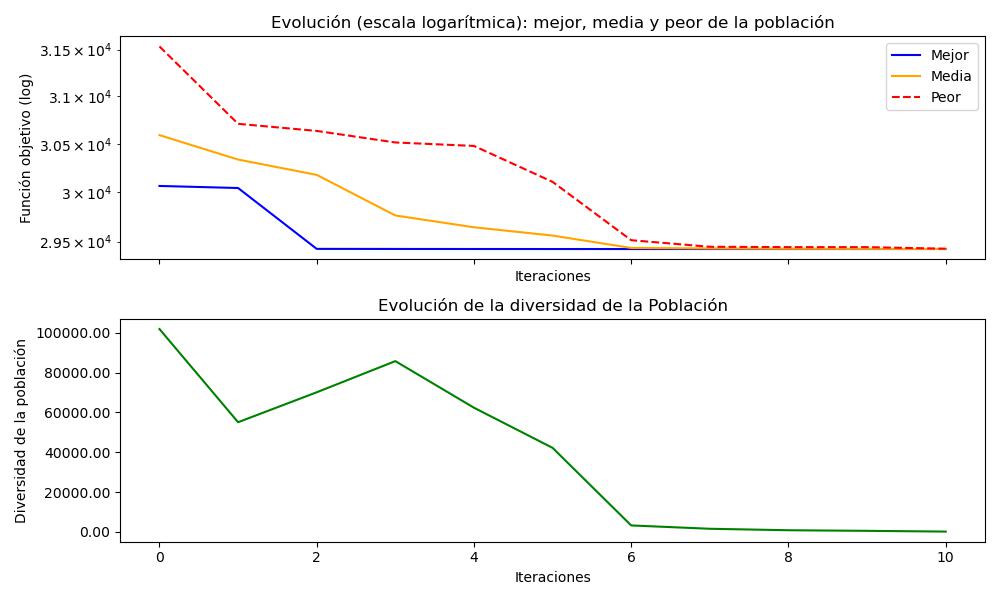 Evolución (escala logarítmica): mejor, media y peor de la población
Función objetivo (log)
3.15 × 10⁴
3.1 × 10⁴
3.05 × 10⁴
3 × 10⁴
2.95 × 10⁴
Mejor
Media
Peor
Iteraciones
Evolución de la diversidad de la Población
Diversidad de la población
100000.00
80000.00
60000.00
40000.00
20000.00
0.00
0 2 4 6 8 10
Iteraciones